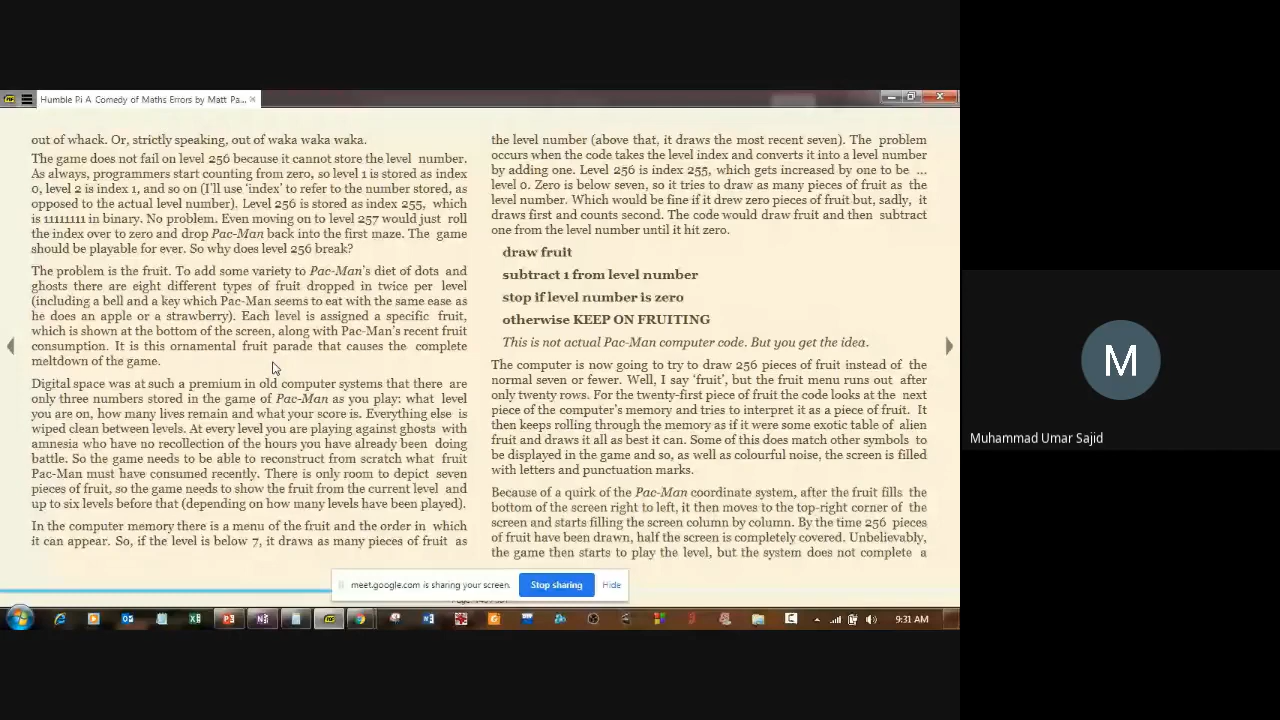 Humble Pi A Comedy of Maths Errors by Matt Pa...
out of whack. Or, strictly speaking, out of waka waka waka.
The game does not fail on level 256 because it cannot store the level number.
As always, programmers start counting from zero, so level 1 is stored as index
0, level 2 is index 1, and so on (I'll use 'index' to refer to the number stored, as
opposed to the actual level number). Level 256 is stored as index 255, which
is 11111111 in binary. No problem. Even moving on to level 257 would just roll
the index over to zero and drop Pac-Man back into the first maze. The game
should be playable for ever. So why does level 256 break?
The problem is the fruit. To add some variety to Pac-Man's diet of dots and
ghosts there are eight different types of fruit dropped in twice per level
(including a bell and a key which Pac-Man seems to eat with the same ease as
he does an apple or a strawberry). Each level is assigned a specific fruit,
which is shown at the bottom of the screen, along with Pac-Man's recent fruit
consumption. It is this ornamental fruit parade that causes the complete
meltdown of the game.
Digital space was at such a premium in old computer systems that there are
only three numbers stored in the game of Pac-Man as you play: what level
you are on, how many lives remain and what your score is. Everything else is
wiped clean between levels. At every level you are playing against ghosts with
amnesia who have no recollection of the hours you have already been doing
battle. So the game needs to be able to reconstruct from scratch what fruit
Pac-Man must have consumed recently. There is only room to depict seven
pieces of fruit, so the game needs to show the fruit from the current level and
up to six levels before that (depending on how many levels have been played).
In the computer memory there is a menu of the fruit and the order in which
it can appear. So, if the level is below 7, it draws as many pieces of fruit as
the level number (above that, it draws the most recent seven). The problem
occurs when the code takes the level index and converts it into a level number
by adding one. Level 256 is index 255, which gets increased by one to be ...
level 0. Zero is below seven, so it tries to draw as many pieces of fruit as the
level number. Which would be fine if it drew zero pieces of fruit but, sadly, it
draws first and counts second. The code would draw fruit and then subtract
one from the level number until it hit zero.
draw fruit
subtract 1 from level number
stop if level number is zero
otherwise KEEP ON FRUITING
This is not actual Pac-Man computer code. But you get the idea.
The computer is now going to try to draw 256 pieces of fruit instead of the
normal seven or fewer. Well, I say 'fruit', but the fruit menu runs out after
only twenty rows. For the twenty-first piece of fruit the code looks at the next
piece of the computer's memory and tries to interpret it as a piece of fruit. It
then keeps rolling through the memory as if it were some exotic table of alien
fruit and draws it all as best it can. Some of this does match other symbols to
be displayed in the game and so, as well as colourful noise, the screen is filled
with letters and punctuation marks.
Because of a quirk of the Pac-Man coordinate system, after the fruit fills the
bottom of the screen right to left, it then moves to the top-right corner of the
screen and starts filling the screen column by column. By the time 256 pieces
of fruit have been drawn, half the screen is completely covered. Unbelievably,
the game then starts to play the level, but the system does not complete a
meet.google.com is sharing your screen.
Stop sharing
Hide
9:31 AM
M
Muhammad Umar Sajid